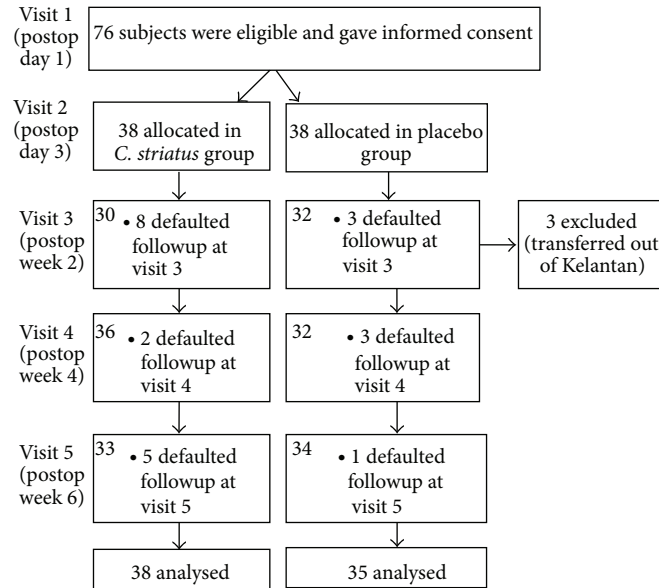 Visit 1
(postop
day 1)
76 subjects were eligible and gave informed consent
Visit 2
(postop
day 3)
38 allocated in
C. striatus group
38 allocated in placebo
group
Visit 3
(postop
week 2)
30
• 8 defaulted
followup at
visit 3
32
• 3 defaulted
followup at
visit 3
3 excluded
(transferred out
of Kelantan)
Visit 4
(postop
week 4)
36
• 2 defaulted
followup at
visit 4
32
• 3 defaulted
followup at
visit 4
Visit 5
(postop
week 6)
33
• 5 defaulted
followup at
visit 5
34
• 1 defaulted
followup at
visit 5
38 analysed
35 analysed